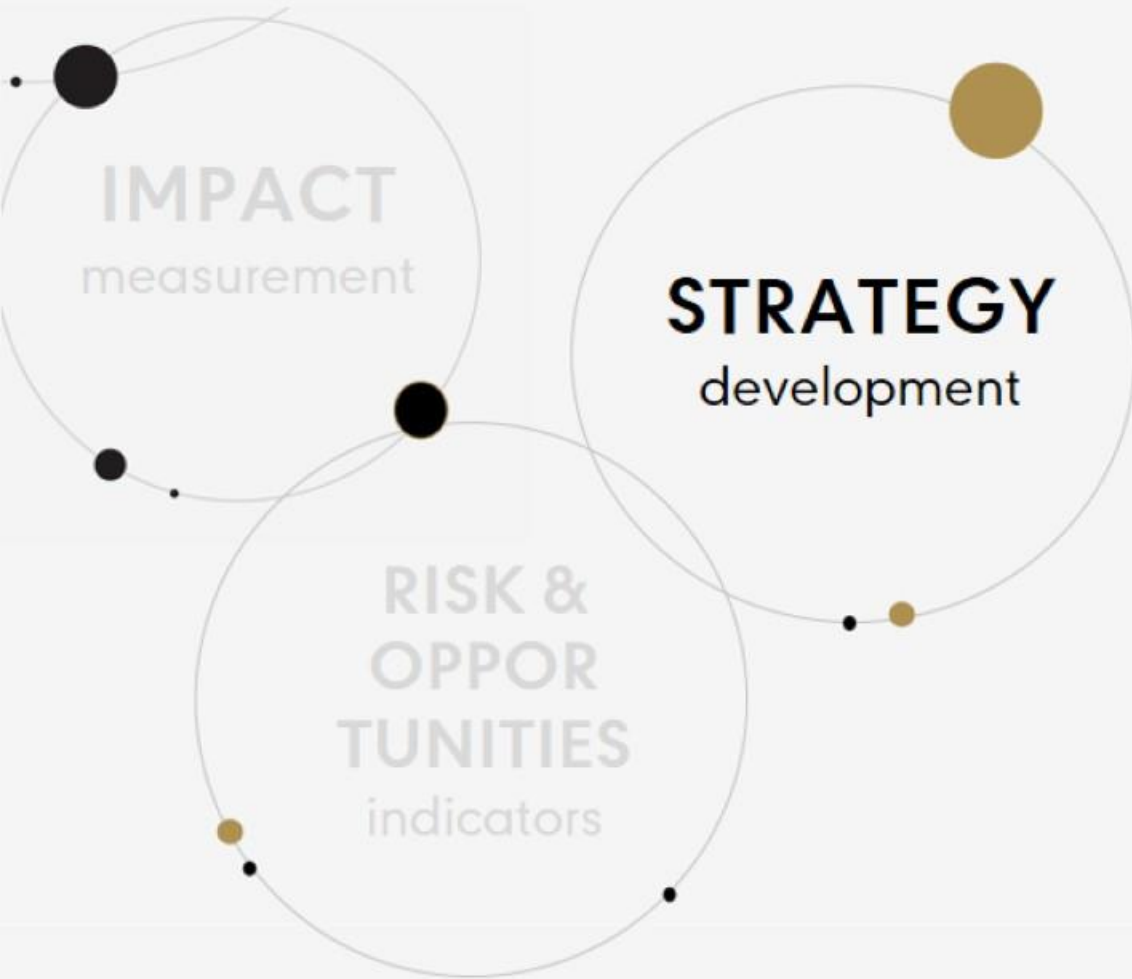 IMPACT
measurement
STRATEGY
development
RISK &
OPPOR
TUNITIES
indicators